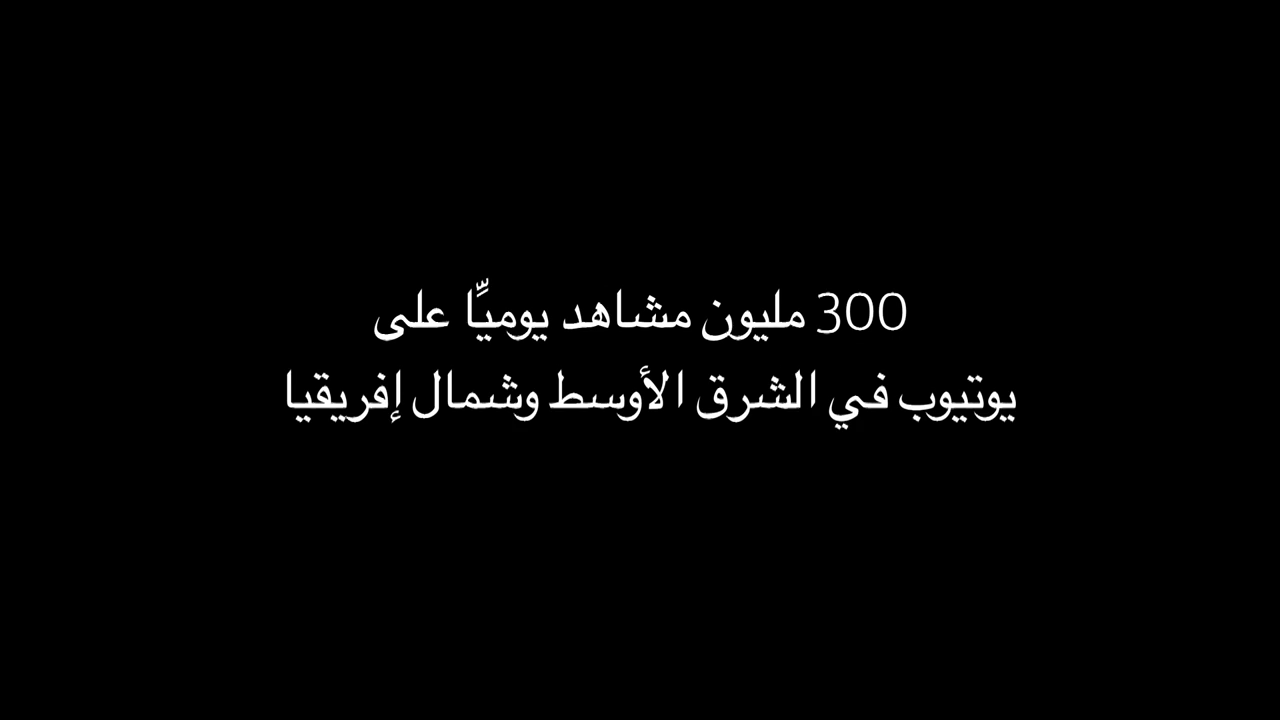 300 مليون مشاهد يوميًّا على
يوتيوب في الشرق الأوسط وشمال إفريقيا